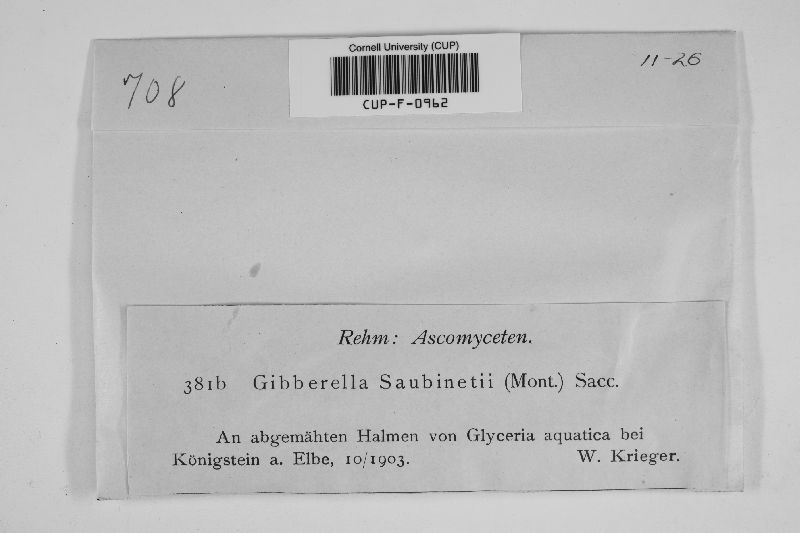 Cornell University (CUP)
CUP-F-0962
708
11-26
Rehm: Ascomyceten.
381b Gibberella Saubinetii (Mont.) Sacc.
An abgemähten Halmen von Glyceria aquatica bei
Königstein a. Elbe, 10/1903. W. Krieger.